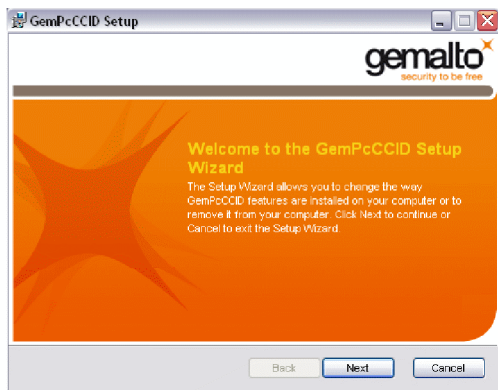 GemPcCCID Setup
gemalto
security to be free
Welcome to the GemPcCCID Setup
Wizard
The Setup Wizard allows you to change the way
GemPcCCID features are installed on your computer or to
remove it from your computer. Click Next to continue or
Cancel to exit the Setup Wizard.
Back
Next
Cancel